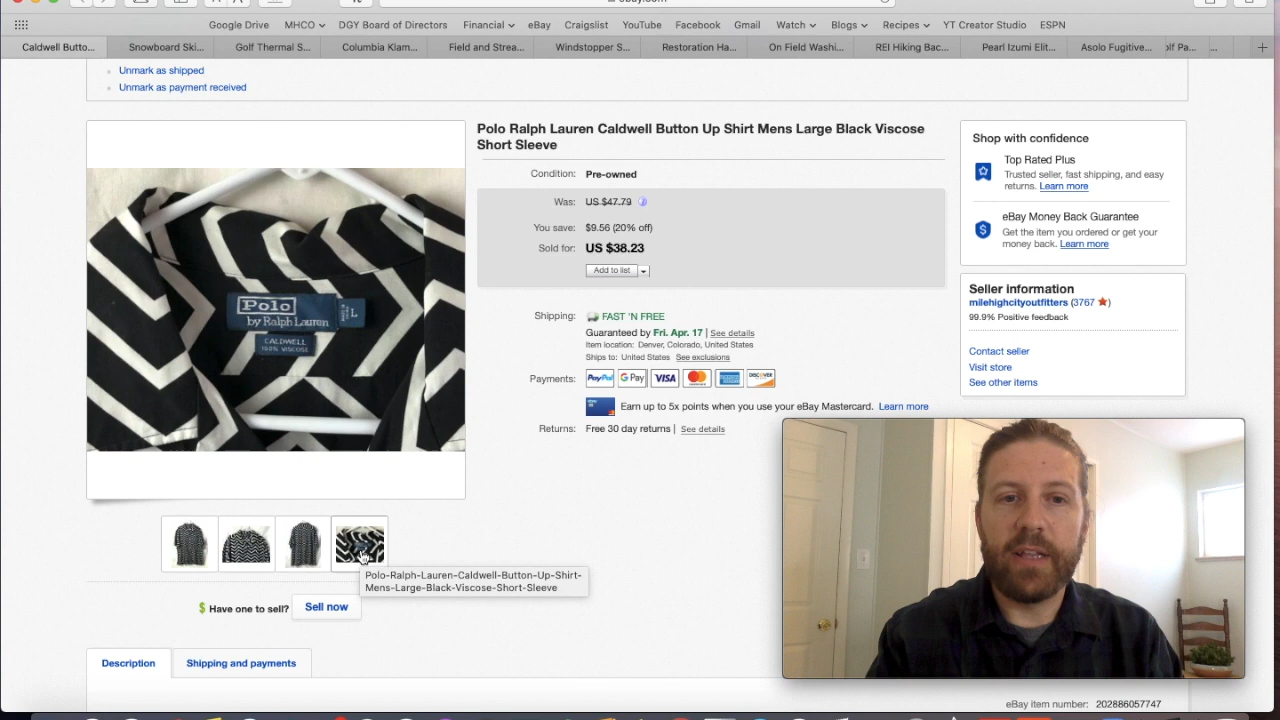 Google Drive MHCO DGY Board of Directors Financial eBay Craigslist YouTube Facebook Gmail Watch Blogs Recipes YT Creator Studio ESPN
Caldwell Butto... Snowboard Ski... Golf Thermal S... Columbia Klam... Field and Strea... Windstopper S... Restoration Ha... On Field Washi... REI Hiking Bac... Pearl Izumi Elit... Asolo Fugitive... olf Pa... ...
Unmark as shipped
Unmark as payment received
Polo Ralph Lauren Caldwell Button Up Shirt Mens Large Black Viscose
Short Sleeve
Condition: Pre-owned
Was: US $47.79
You save: $9.56 (20% off)
Sold for: US $38.23
Add to list
Shipping: FAST 'N FREE
Guaranteed by Fri. Apr. 17 | See details
Item location: Denver, Colorado, United States
Ships to: United States See exclusions
Payments: PayPal G Pay VISA DISCOVER
Earn up to 5x points when you use your eBay Mastercard. Learn more
Returns: Free 30 day returns | See details
Shop with confidence
Top Rated Plus
Trusted seller, fast shipping, and easy
returns. Learn more
eBay Money Back Guarantee
Get the item you ordered or get your
money back. Learn more
Seller information
milehighcityoutfitters (3767 )
99.9% Positive feedback
Contact seller
Visit store
See other items
Polo
by Ralph Lauren
L
CALDWELL
100% VISCOSE
Polo-Ralph-Lauren-Caldwell-Button-Up-Shirt-
Mens-Large-Black-Viscose-Short-Sleeve
Have one to sell? Sell now
Description Shipping and payments
eBay item number: 202886057747